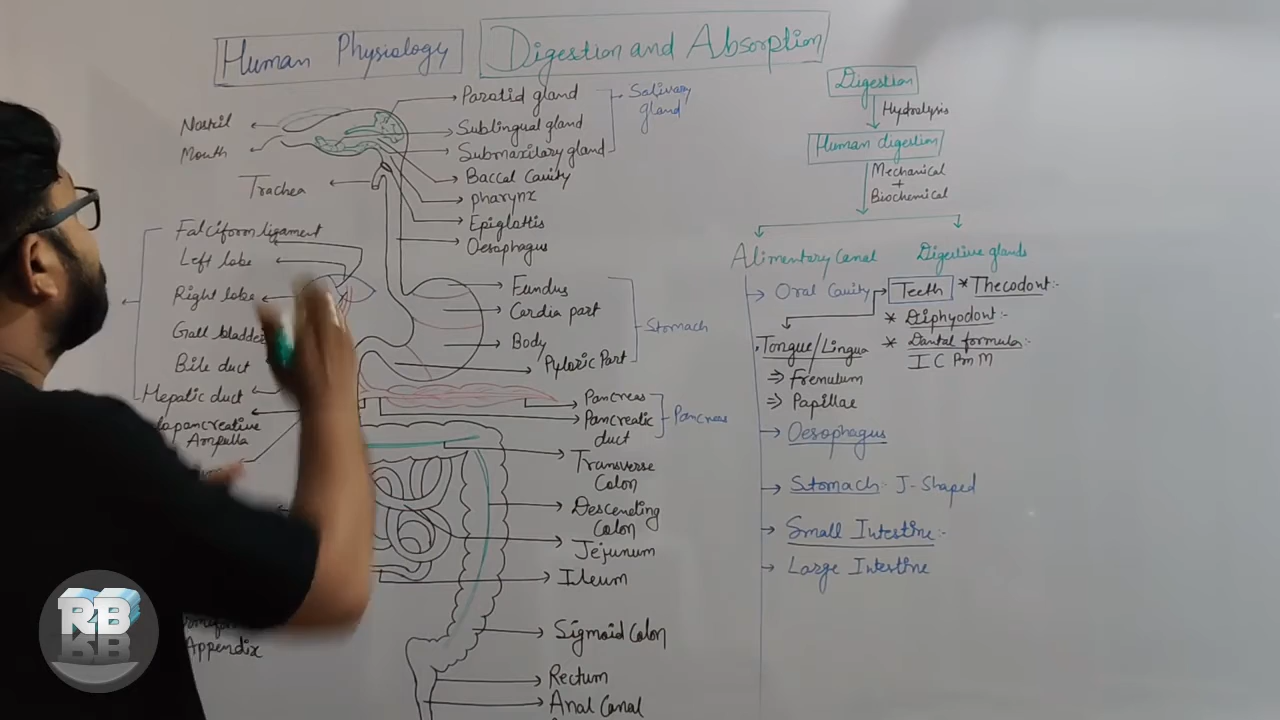 Human Physiology
Digestion and Absorption
Nostril
Mouth
Trachea
Falciform ligament
Left lobe
Right lobe
Gall bladder
Bile duct
Hepatic duct
Ampulla
Appendix
Parotid gland
Sublingual gland
Submaxilary gland
Salivary
gland
Baccal Cavity
pharynx
Epiglottis
Oesophagus
Fundus
Cardia part
Body
Pyloric Part
Stomach
Pancreas
Pancreatic
duct
Pancreas
Transverse
Colon
Descending
Colon
Jejunum
Ileum
Sigmoid Colon
Rectum
Anal Canal
Digestion
Hydrolysis
Human digestion
Mechanical
+
Biochemical
Alimentary Canal
Digestive glands
Oral Cavity
Teeth
* Thecodont:-
* Diphyodont:-
* Dental formula:-
I C Pm M
Tongue/Lingua
⇒ Frenulum
⇒ Papillae
Oesophagus
Stomach:- J-Shaped
Small Intestine:-
Large Intestine
RB